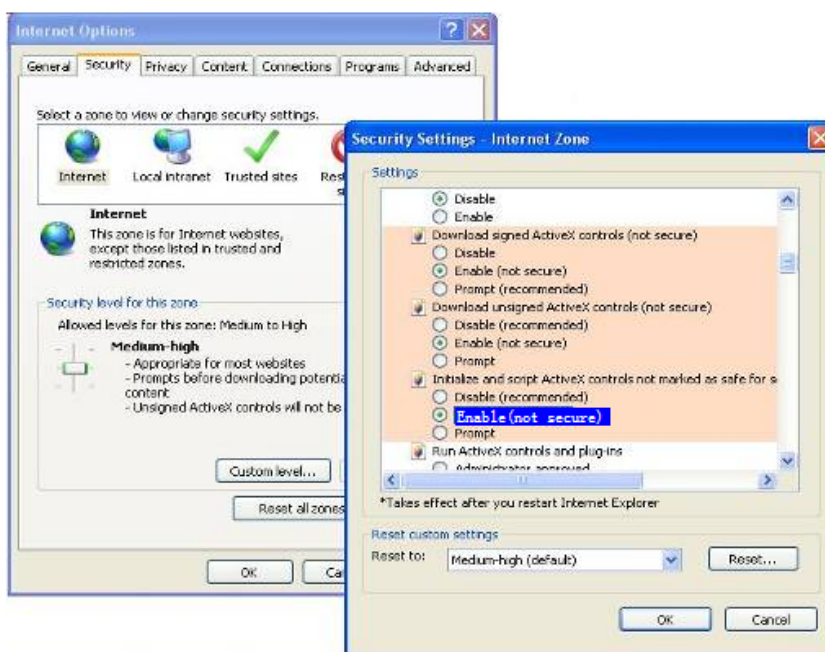 Internet Options
General Security Privacy Content Connections Programs Advanced
Select a zone to view or change security settings.
Internet Local intranet Trusted sites
Internet
This zone is for Internet websites,
except those listed in trusted and
restricted zones.
Security level for this zone
Allowed levels for this zone: Medium to High
Medium-high
- Appropriate for most websites
- Prompts before downloading
content
- Unsigned ActiveX controls will not be
Custom level...
Reset all zones
OK
Security Settings - Internet Zone
Settings
Disable
Enable
Download signed ActiveX controls (not secure)
Disable
Enable (not secure)
Prompt (recommended)
Download unsigned ActiveX controls (not secure)
Disable (recommended)
Enable (not secure)
Prompt
Initialize and script ActiveX controls not marked as safe for s
Disable (recommended)
Enable(not secure)
Prompt
Run ActiveX controls and plug-ins
Administrator approved
*Takes effect after you restart Internet Explorer
Reset custom settings
Reset to: Medium-high (default) Reset...
OK Cancel